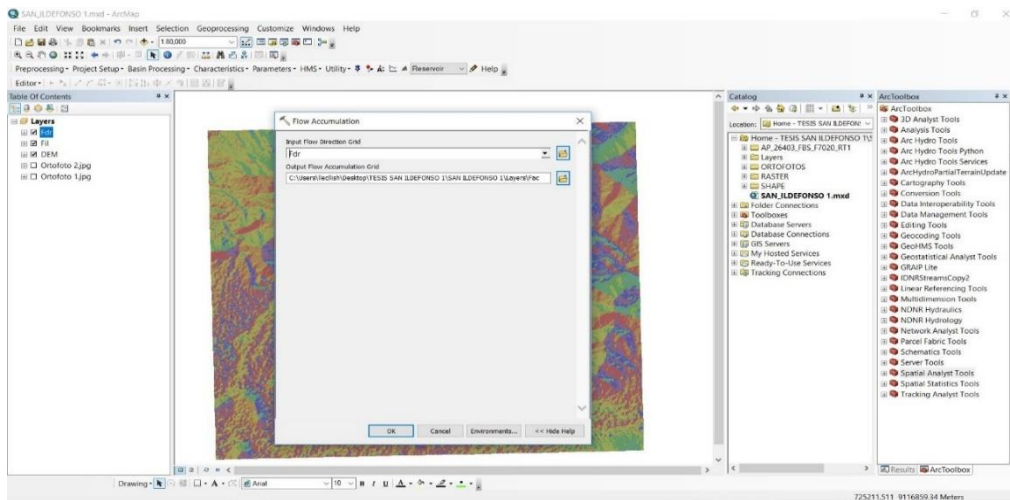 SAN_ILDEFONSO 1.mxd - ArcMap
File Edit View Bookmarks Insert Selection Geoprocessing Customize Windows Help
1:80,000
Preprocessing Project Setup Basin Processing Characteristics Parameters HMS Utility Reservoir Help
Editor
Table Of Contents
Layers
Fdr
Fil
DEM
Ortofoto 2.jpg
Ortofoto 1.jpg
Flow Accumulation
Input Flow Direction Grid
Fdr
Output Flow Accumulation Grid
C:\Users\ \Desktop\TESIS SAN ILDEFONSO 1\SAN ILDEFONSO 1\Layers\Fac
OK Cancel Environments... << Hide Help
Catalog
Location: Home - TESIS SAN ILDEFONS
Home - TESIS SAN ILDEFONSO 1\S
AP_26403_FBS_F7020_RT1
Layers
ORTOFOTOS
RASTER
SHAPE
SAN_ILDEFONSO 1.mxd
Folder Connections
Toolboxes
Database Servers
Database Connections
GIS Servers
My Hosted Services
Ready-To-Use Services
Tracking Connections
ArcToolbox
ArcToolbox
3D Analyst Tools
Analysis Tools
Arc Hydro Tools
Arc Hydro Tools Python
Arc Hydro Tools Services
ArcHydroPartialTerrainUpdate
Cartography Tools
Conversion Tools
Data Interoperability Tools
Data Management Tools
Editing Tools
Geocoding Tools
GeoHMS Tools
Geostatistical Analyst Tools
GRAIP Lite
IDNRStreamsCopy2
Linear Referencing Tools
Multidimension Tools
NDNR Hydraulics
NDNR Hydrology
Network Analyst Tools
Parcel Fabric Tools
Schematics Tools
Server Tools
Spatial Analyst Tools
Spatial Statistics Tools
Tracking Analyst Tools
Results ArcToolbox
Drawing A Arial 10 B I U A
725211.511 9116859.34 Meters